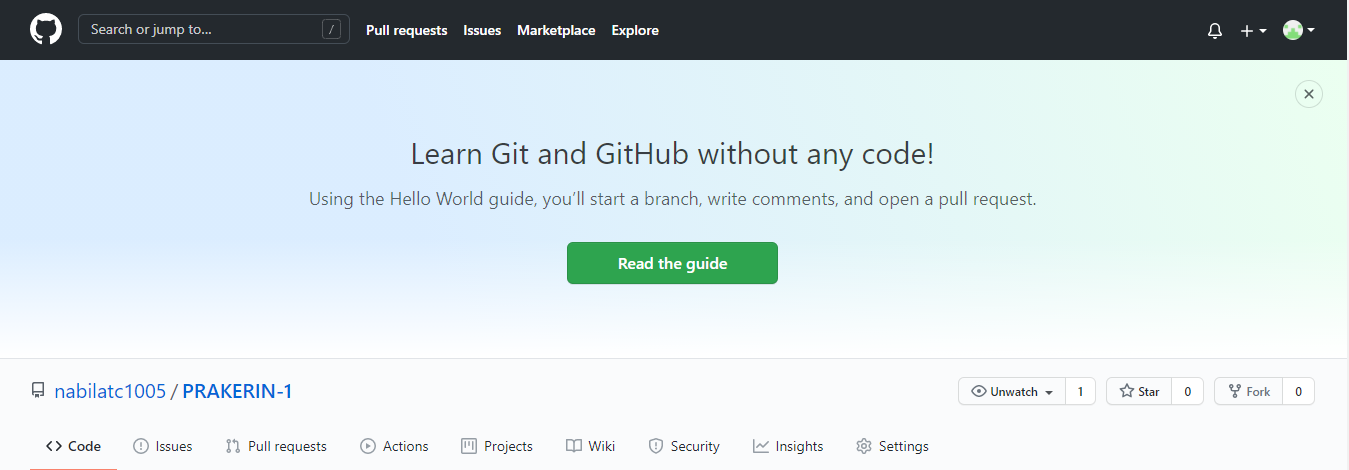 Search or jump to... / Pull requests Issues Marketplace Explore
Learn Git and GitHub without any code!
Using the Hello World guide, you’ll start a branch, write comments, and open a pull request.
Read the guide
nabilatc1005 / PRAKERIN-1 Unwatch 1 Star 0 Fork 0
Code Issues Pull requests Actions Projects Wiki Security Insights Settings